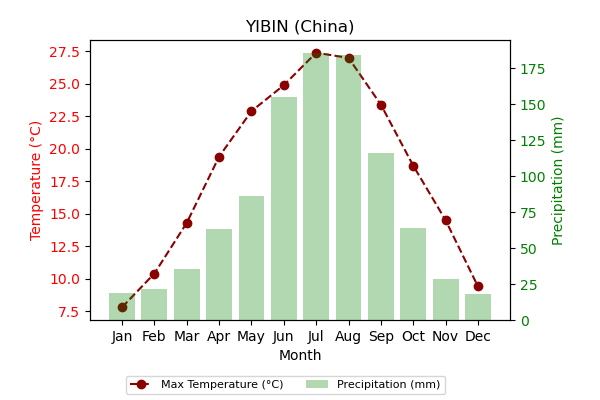 YIBIN (China)
27.5
25.0
22.5
20.0
17.5
15.0
12.5
10.0
7.5
Temperature (°C)
175
150
125
100
75
50
25
0
Precipitation (mm)
Jan Feb Mar Apr May Jun Jul Aug Sep Oct Nov Dec
Month
Max Temperature (°C) Precipitation (mm)